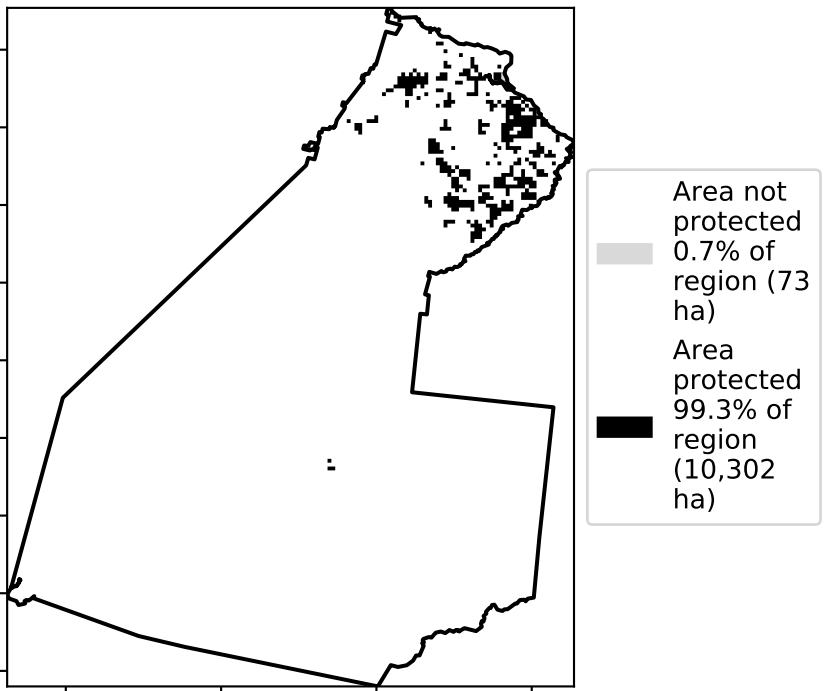 Area not
protected
0.7% of
region (73
ha)
Area
protected
99.3% of
region
(10,302
ha)